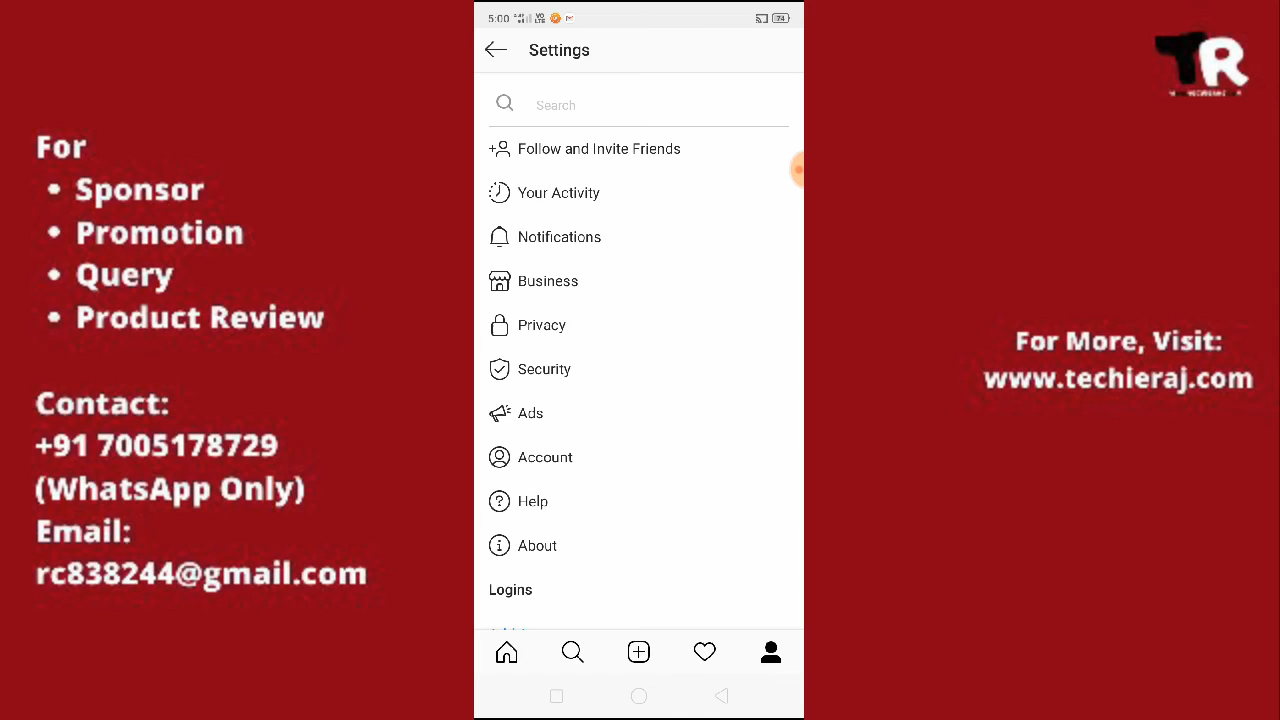 For
• Sponsor
• Promotion
• Query
• Product Review
Contact:
+91 7005178729
(WhatsApp Only)
Email:
rc838244@gmail.com
5:00
74
Settings
Search
Follow and Invite Friends
Your Activity
Notifications
Business
Privacy
Security
Ads
Account
Help
About
Logins
TR
For More, Visit:
www.techieraj.com